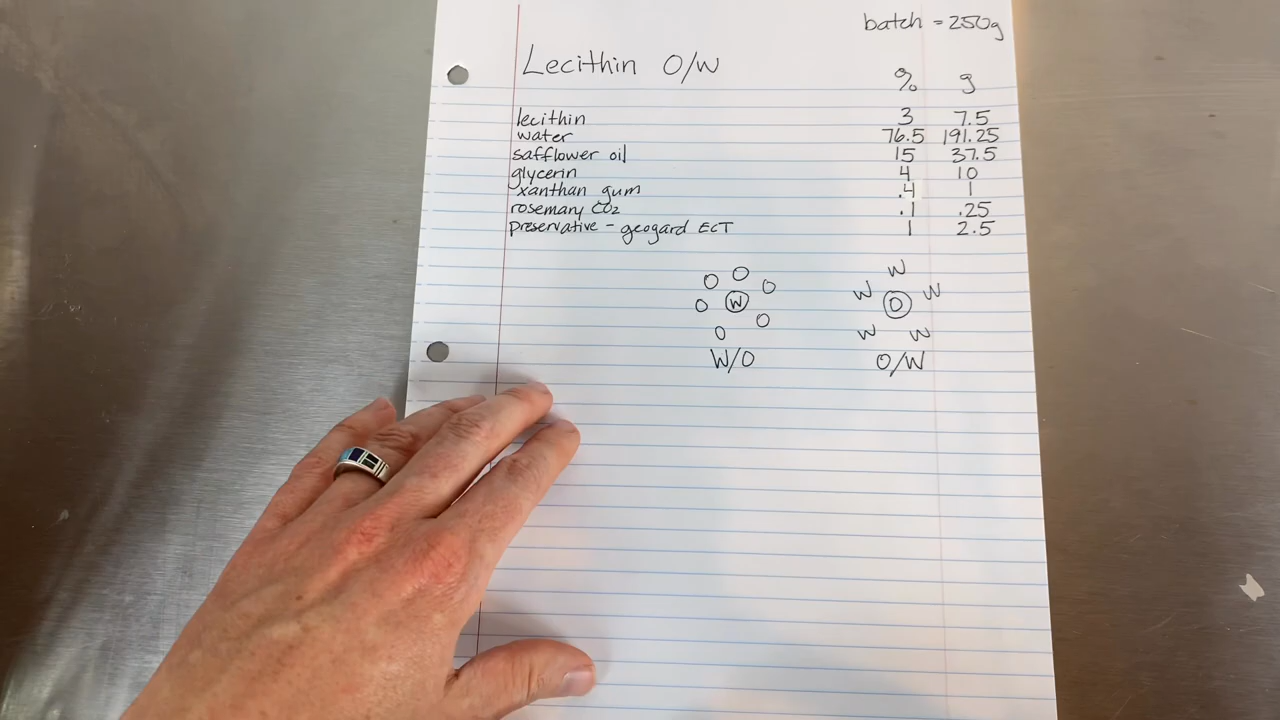 batch = 250g
Lecithin O/W
% g
lecithin 3 7.5
water 76.5 191.25
safflower oil 15 37.5
glycerin 4 10
xanthan gum .4 1
rosemary CO2 .1 .25
preservative - geogard ECT 1 2.5
O O O O W O O
W W W O W W
W/O O/W